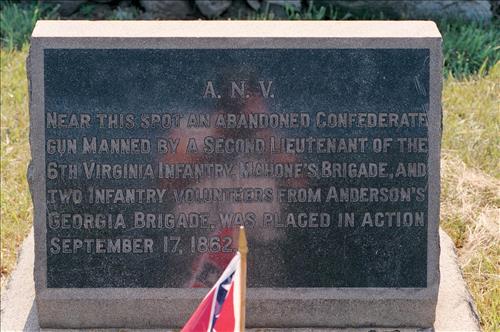 A. N. V.
NEAR THIS SPOT AN ABANDONED CONFEDERATE
GUN MANNED BY A SECOND LIEUTENANT OF THE
6TH VIRGINIA INFANTRY, MAHONE'S BRIGADE, AND
TWO INFANTRY VOLUNTEERS FROM ANDERSON'S
GEORGIA BRIGADE, WAS PLACED IN ACTION
SEPTEMBER 17, 1862.